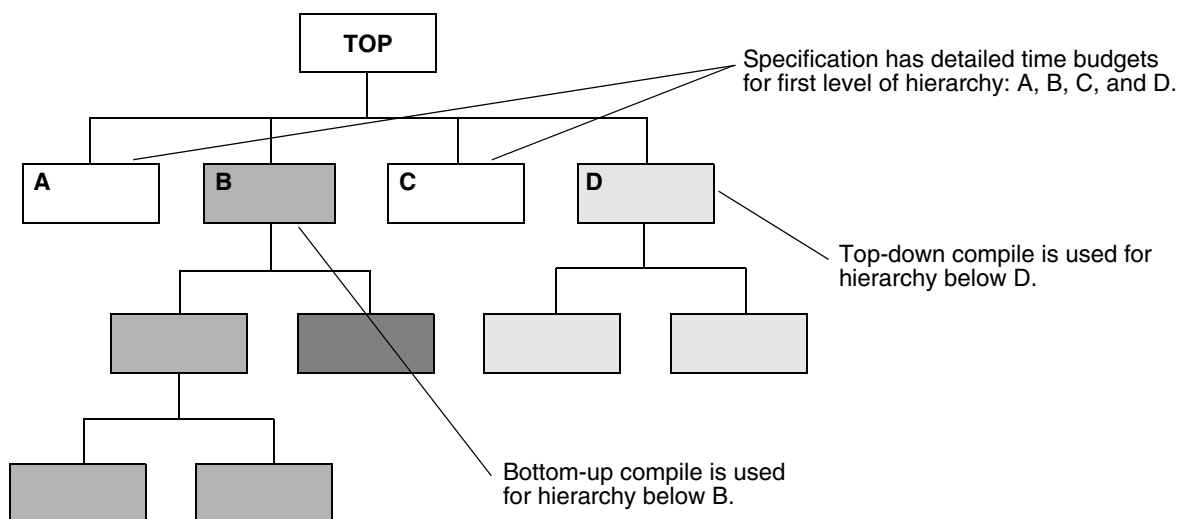 TOP
Specification has detailed time budgets
for first level of hierarchy: A, B, C, and D.
A
B
C
D
Top-down compile is used for
hierarchy below D.
Bottom-up compile is used
for hierarchy below B.